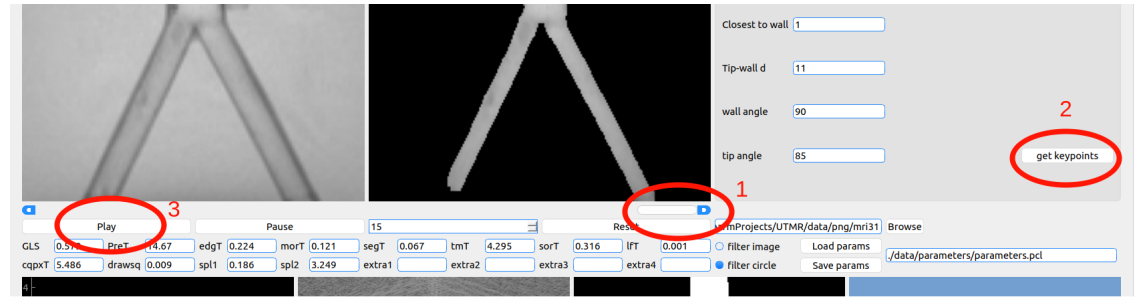 Closest to wall 1
Tip-wall d 11
wall angle 90
2
tip angle 85 get keypoints
1
3
Play Pause 15 Reset mProjects/UTMR/data/png/mri31 Browse
GLS PreT 14.67 edgT 0.224 morT 0.121 segT 0.067 tmT 4.295 sorT 0.316 lfT 0.001 filter image Load params
./data/parameters/parameters.pcl
cqpxT 5.486 drawsq 0.009 spl1 0.186 spl2 3.249 extra1 extra2 extra3 extra4 filter circle Save params
4